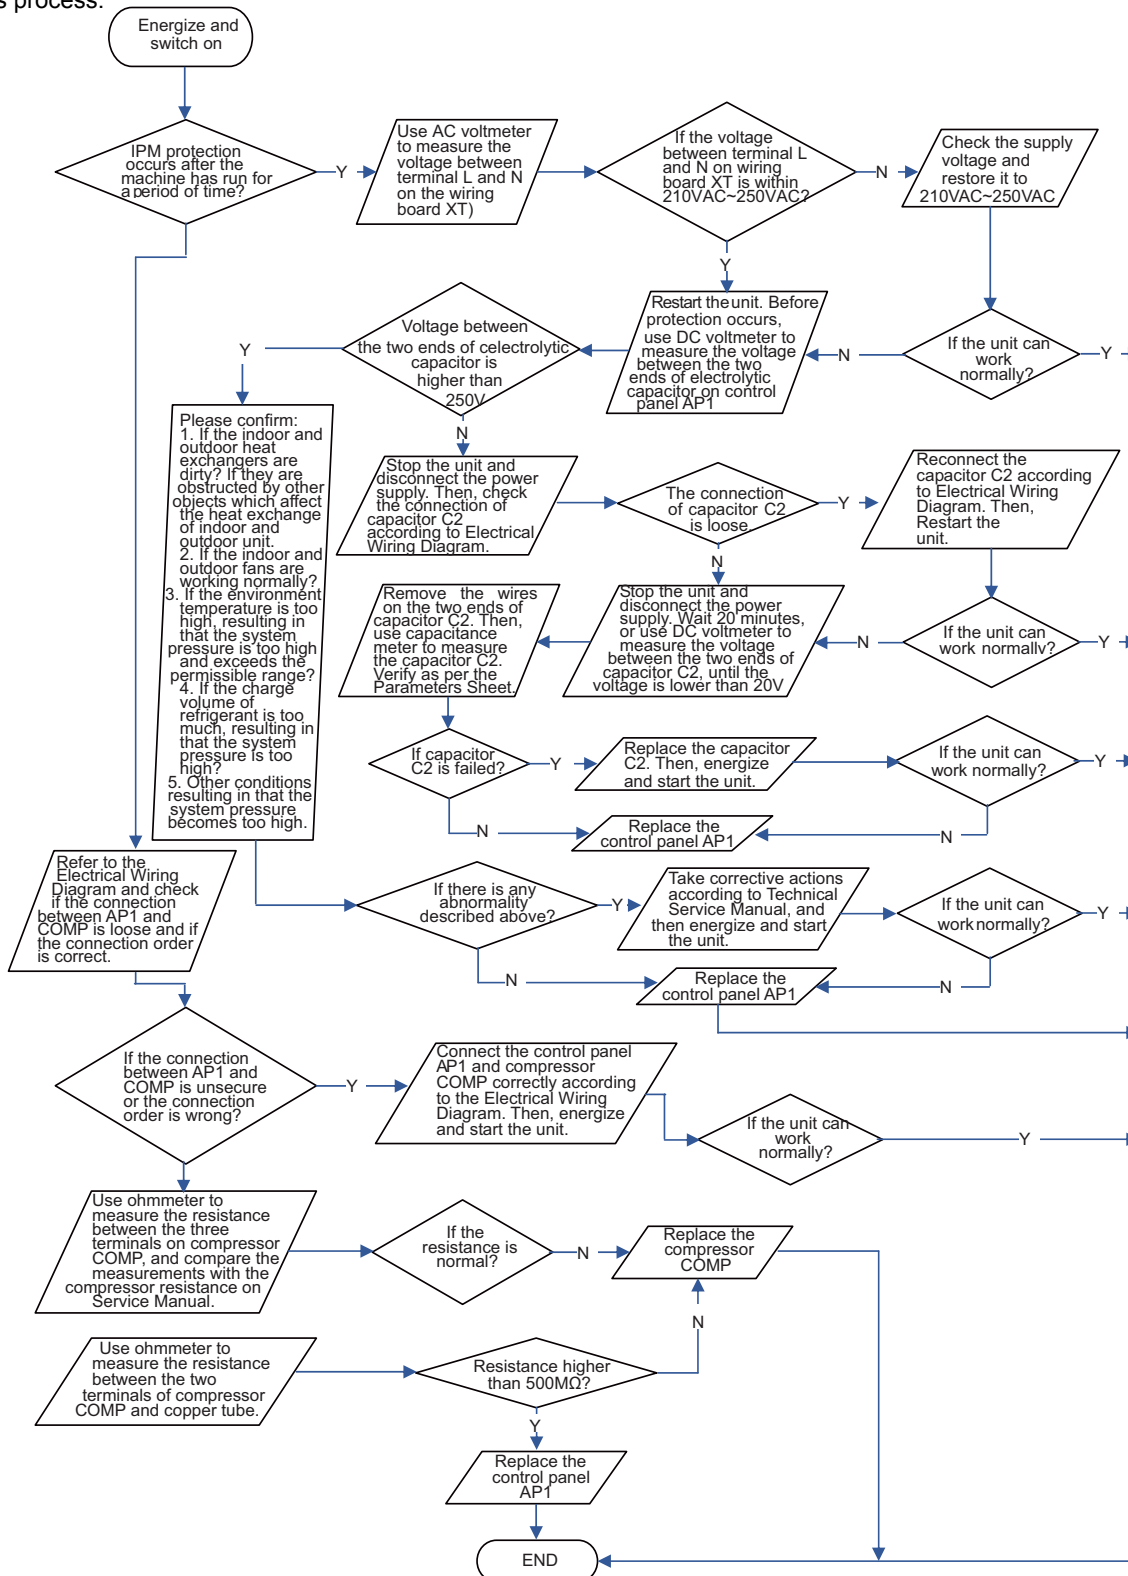 s process.
Energize and
switch on
IPM protection
occurs after the
machine has run for
a period of time?
Y
Use AC voltmeter
to measure the
voltage between
terminal L and N
on the wiring
board XT)
If the voltage
between terminal L
and N on wiring
board XT is within
210VAC~250VAC?
N
Check the supply
voltage and
restore it to
210VAC~250VAC
Y
Y
Voltage between
the two ends of celectrolytic
capacitor is
higher than
250V
Restart the unit. Before
protection occurs,
use DC voltmeter to
measure the voltage
between the two
ends of electrolytic
capacitor on control
panel AP1
N
If the unit can
work
normally?
Y
Please confirm:
1. If the indoor and
outdoor heat
exchangers are
dirty? If they are
obstructed by other
objects which affect
the heat exchange
of indoor and
outdoor unit.
2. If the indoor and
outdoor fans are
working normally?
3. If the environment
temperature is too
high, resulting in
that the system
pressure is too high
and exceeds the
permissible range?
4. If the charge
volume of
refrigerant is too
much, resulting in
that the system
pressure is too
high?
5. Other conditions
resulting in that the
system pressure
becomes too high.
N
Stop the unit and
disconnect the power
supply. Then, check
the connection of
capacitor C2
according to Electrical
Wiring Diagram.
The connection
of capacitor C2
is loose.
Y
Reconnect the
capacitor C2 according
to Electrical Wiring
Diagram. Then,
Restart the
unit.
N
Remove the wires
on the two ends of
capacitor C2. Then,
use capacitance
meter to measure
the capacitor C2.
Verify as per the
Parameters Sheet.
Stop the unit and
disconnect the power
supply. Wait 20 minutes,
or use DC voltmeter to
measure the voltage
between the two ends of
capacitor C2, until the
voltage is lower than 20V
N
If the unit can
work normally?
Y
If capacitor
C2 is failed?
Y
Replace the capacitor
C2. Then, energize
and start the unit.
If the unit can
work normally?
Y
N
Replace the
control panel AP1
N
Refer to the
Electrical Wiring
Diagram and check
if the connection
between AP1 and
COMP is loose and if
the connection order
is correct.
If there is any
abnormality
described above?
Y
Take corrective actions
according to Technical
Service Manual, and
then energize and start
the unit.
If the unit can
work normally?
Y
N
Replace the
control panel AP1
N
If the connection
between AP1 and
COMP is unsecure
or the connection
order is wrong?
Y
Connect the control panel
AP1 and compressor
COMP correctly according
to the Electrical Wiring
Diagram. Then, energize
and start the unit.
If the unit can
work
normally?
Y
Use ohmmeter to
measure the resistance
between the three
terminals on compressor
COMP, and compare the
measurements with the
compressor resistance on
Service Manual.
If the
resistance is
normal?
N
Replace the
compressor
COMP
N
Use ohmmeter to
measure the resistance
between the two
terminals of compressor
COMP and copper tube.
Resistance higher
than 500MΩ?
Y
Replace the
control panel
AP1
END